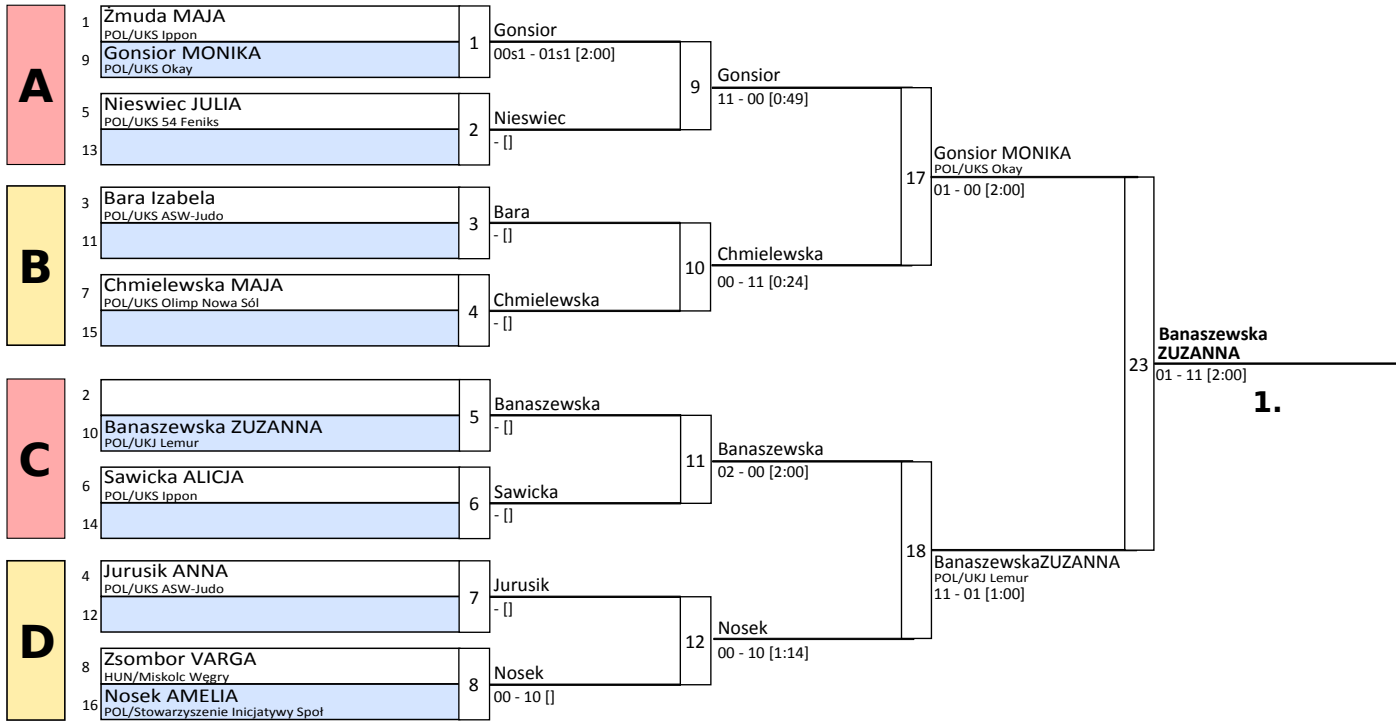 A
1 Żmuda MAJA
POL/UKS Ippon
9 Gonsior MONIKA
POL/UKS Okay
1
Gonsior
00s1 - 01s1 [2:00]
5 Nieswiec JULIA
POL/UKS 54 Feniks
13
2
Nieswiec
- []
9
Gonsior
11 - 00 [0:49]
B
3 Bara Izabela
POL/UKS ASW-Judo
11
3
Bara
- []
7 Chmielewska MAJA
POL/UKS Olimp Nowa Sól
15
4
Chmielewska
- []
10
Chmielewska
00 - 11 [0:24]
17
Gonsior MONIKA
POL/UKS Okay
01 - 00 [2:00]
C
2
10 Banaszewska ZUZANNA
POL/UKJ Lemur
5
Banaszewska
- []
6 Sawicka ALICJA
POL/UKS Ippon
14
6
Sawicka
- []
11
Banaszewska
02 - 00 [2:00]
D
4 Jurusik ANNA
POL/UKS ASW-Judo
12
7
Jurusik
- []
8 Zsombor VARGA
HUN/Miskolc Węgry
16 Nosek AMELIA
POL/Stowarzyszenie Inicjatywy Społ
8
Nosek
00 - 10 []
12
Nosek
00 - 10 [1:14]
18
BanaszewskaZUZANNA
POL/UKJ Lemur
11 - 01 [1:00]
23
Banaszewska
ZUZANNA
01 - 11 [2:00]
1.